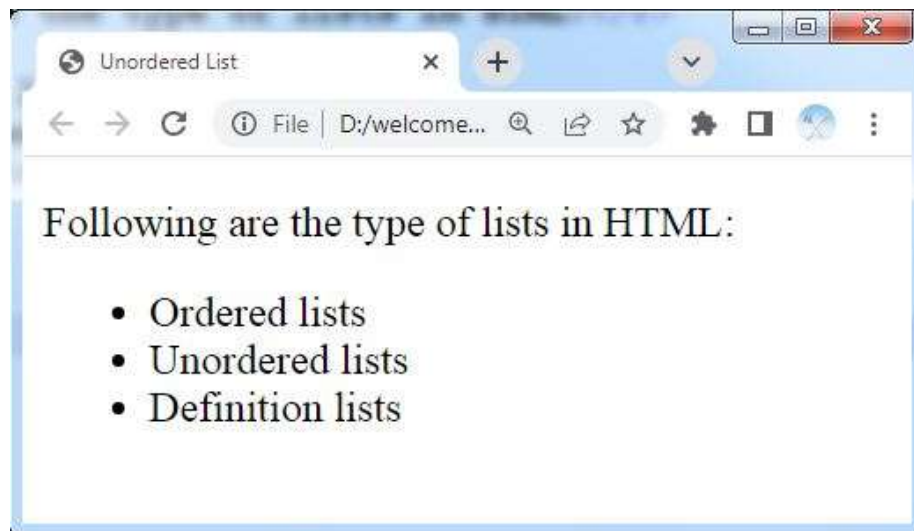 Unordered List
File
D:/welcome...
Following are the type of lists in HTML:
Ordered lists
Unordered lists
Definition lists